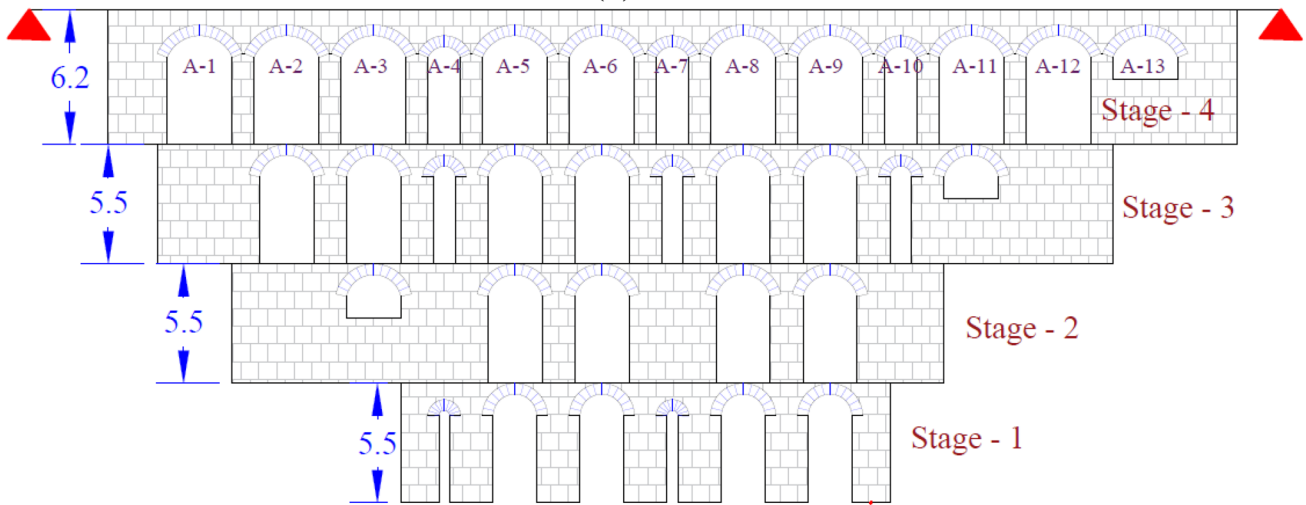 A-1 A-2 A-3 A-4 A-5 A-6 A-7 A-8 A-9 A-10 A-11 A-12 A-13
6.2
Stage - 4
5.5
Stage - 3
5.5
Stage - 2
5.5
Stage - 1